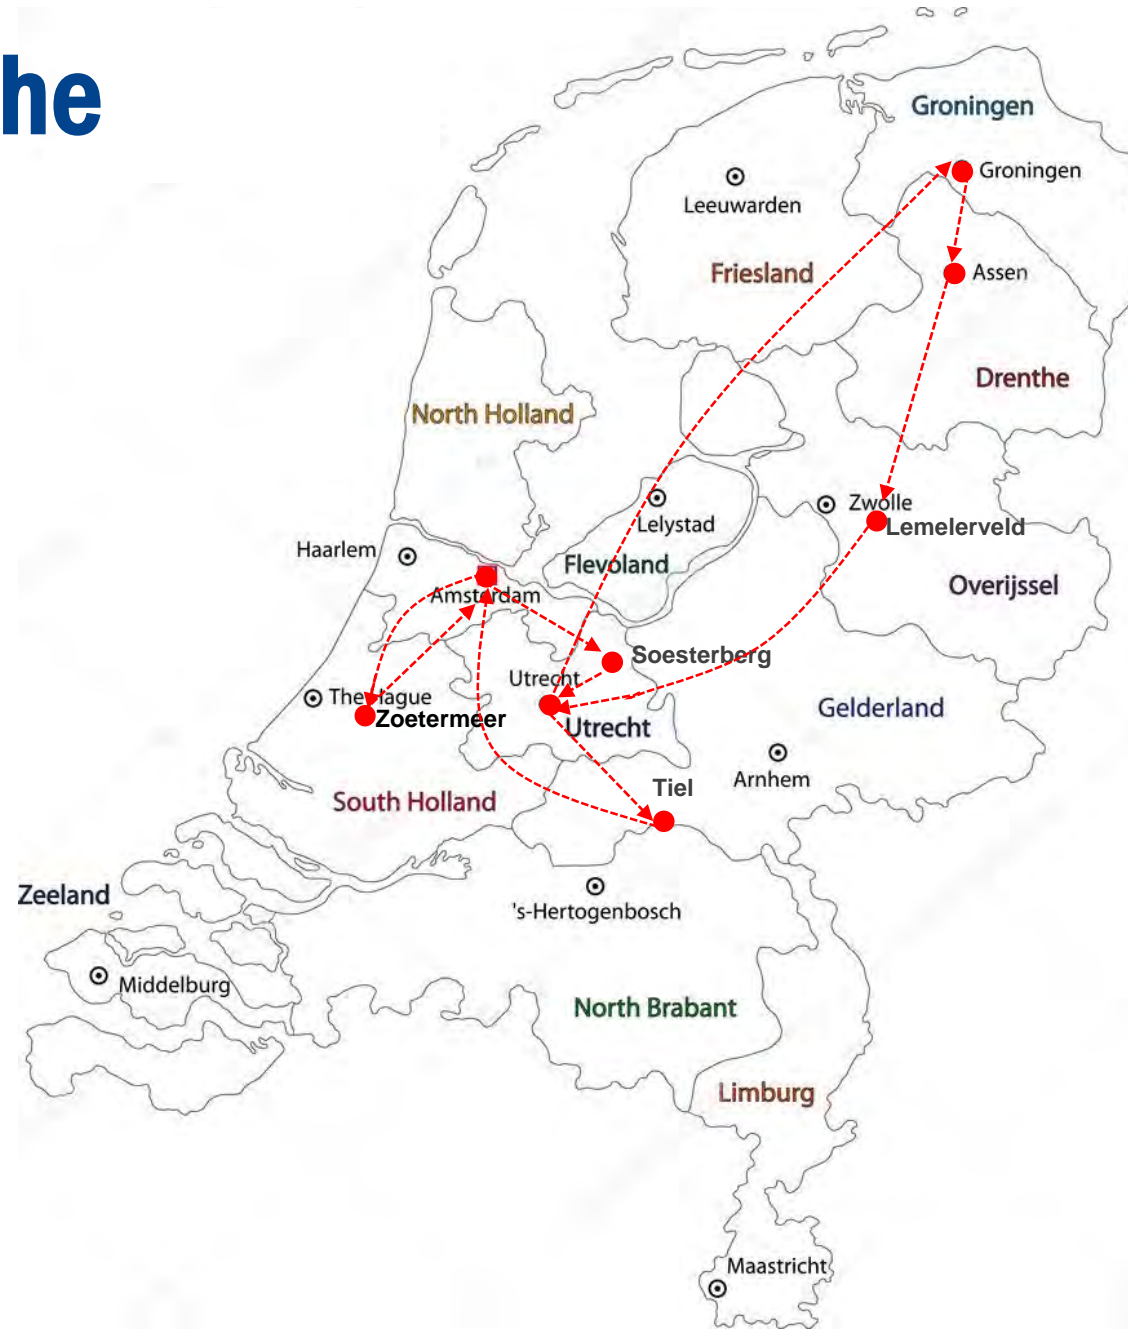 he
Groningen
Groningen
Leeuwarden
Friesland
Assen
Drenthe
North Holland
Zwolle
Lelystad
Lemelerveld
Haarlem
Flevoland
Overijssel
Amsterdam
Soesterberg
Utrecht
The Hague
Zoetermeer
Utrecht
Gelderland
Arnhem
Tiel
South Holland
Zeeland
's-Hertogenbosch
Middelburg
North Brabant
Limburg
Maastricht